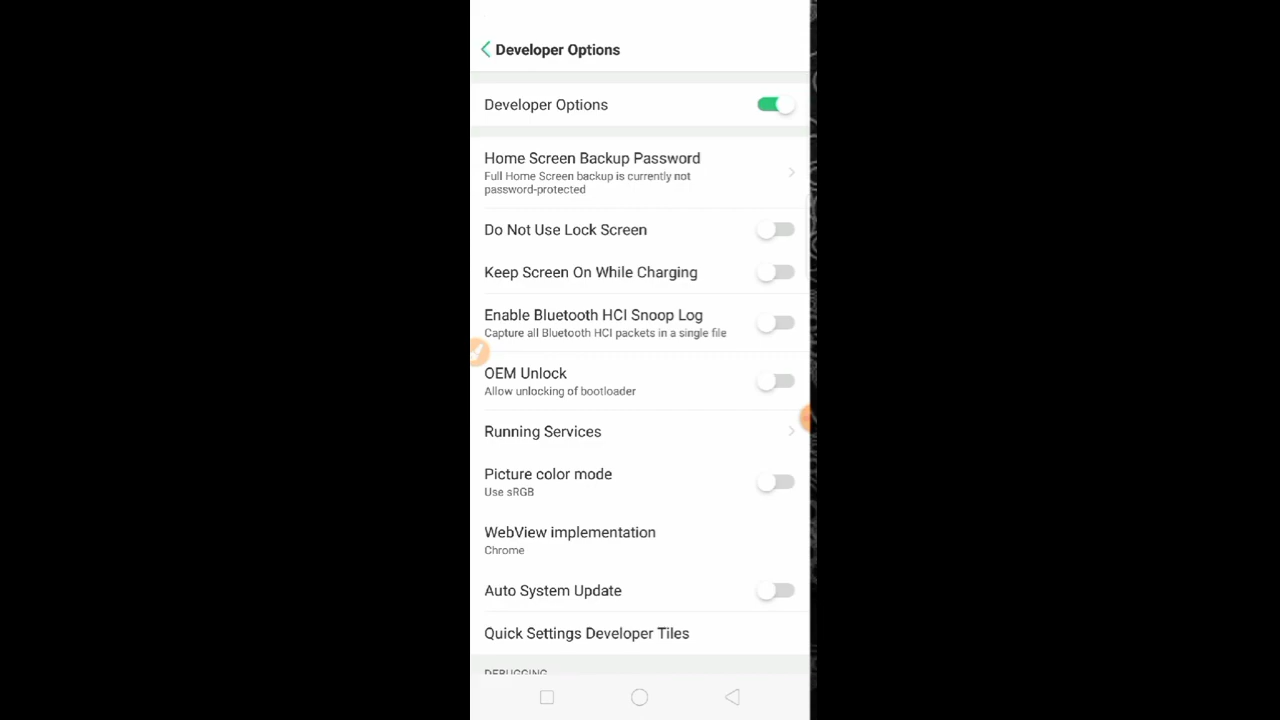 Developer Options
Developer Options
Home Screen Backup Password
Full Home Screen backup is currently not
password-protected
Do Not Use Lock Screen
Keep Screen On While Charging
Enable Bluetooth HCI Snoop Log
Capture all Bluetooth HCI packets in a single file
OEM Unlock
Allow unlocking of bootloader
Running Services
Picture color mode
Use sRGB
WebView implementation
Chrome
Auto System Update
Quick Settings Developer Tiles
DEBUGGING